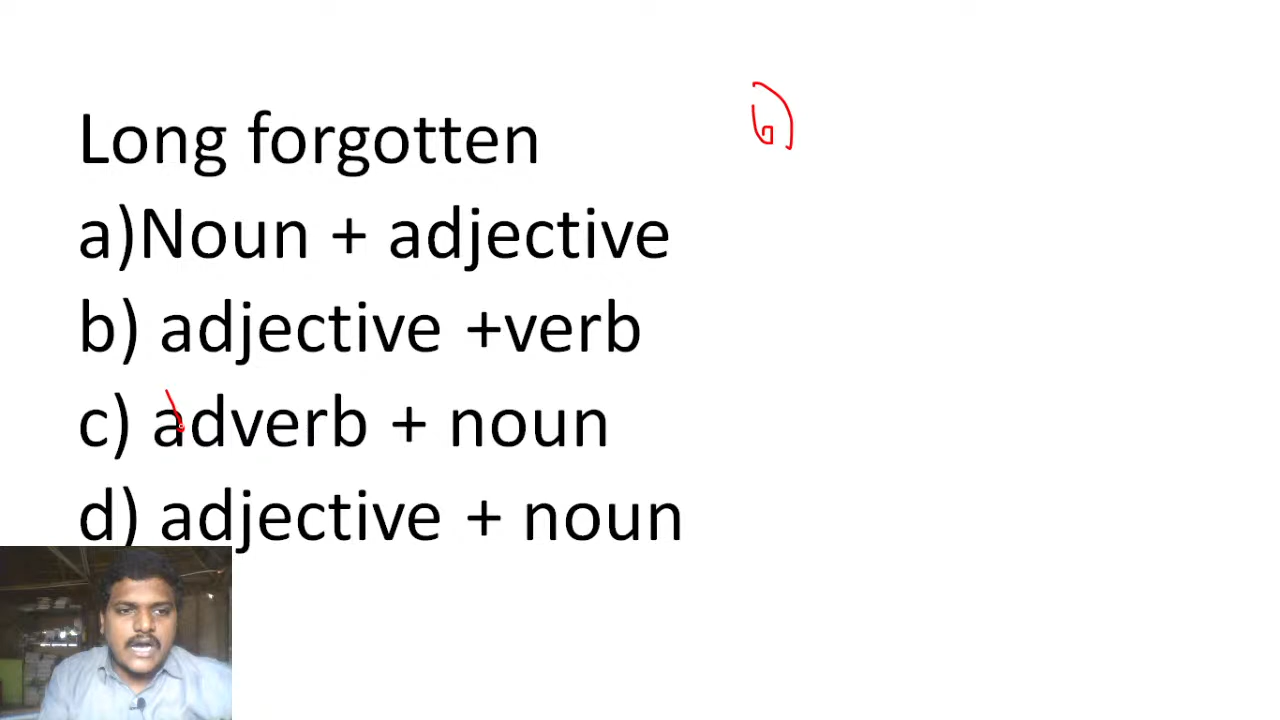 Long forgotten
a)Noun + adjective
b) adjective +verb
c) adverb + noun
d) adjective + noun